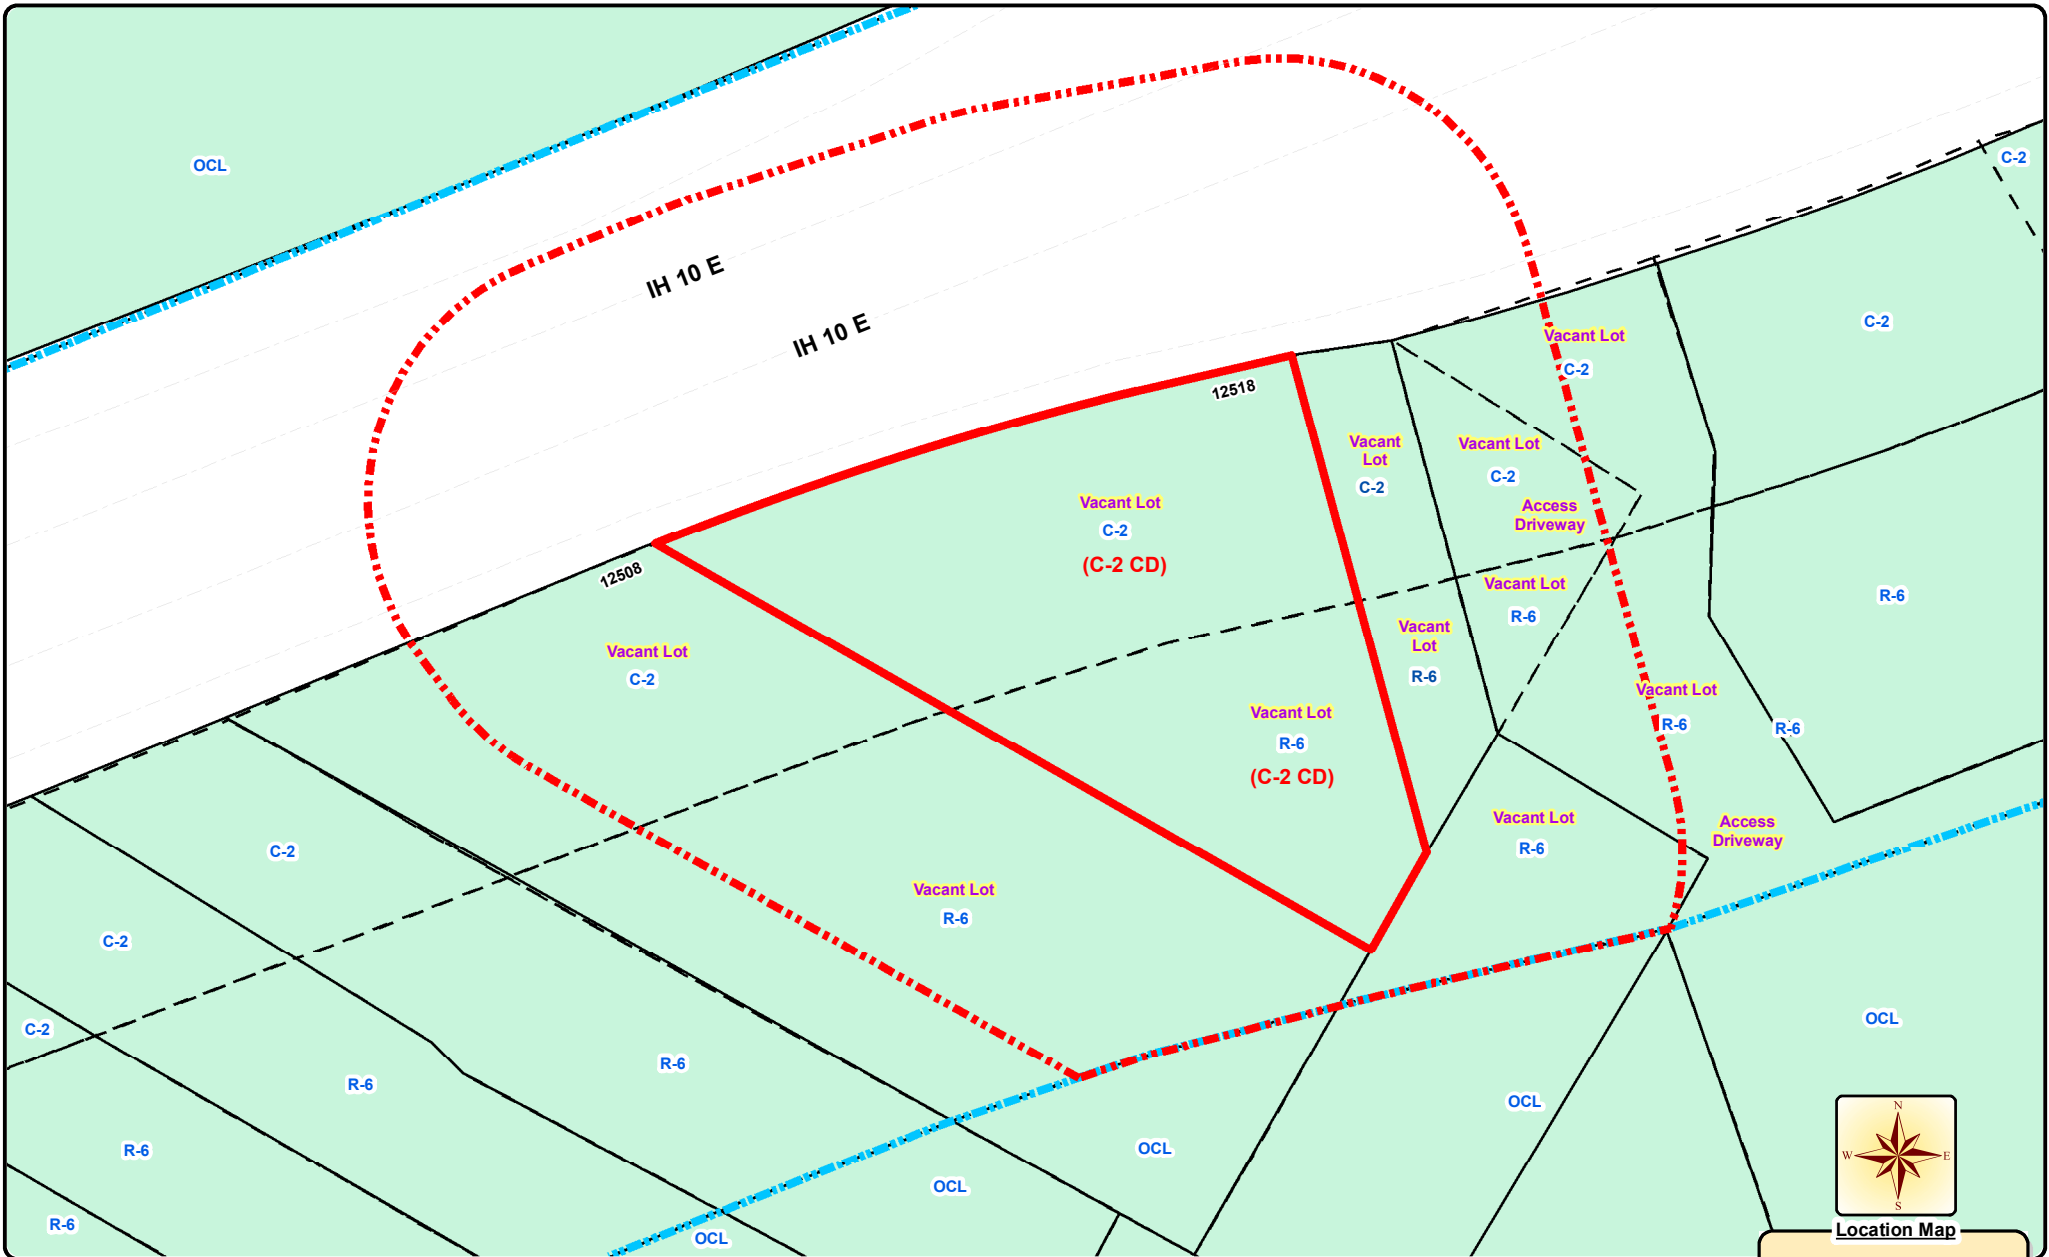 C-2
OCL
IH 10 E
IH 10 E
C-2
Vacant Lot
C-2
12518
Vacant
Lot
C-2
Vacant Lot
C-2
Vacant Lot
C-2
(C-2 CD)
Access
Driveway
12508
Vacant Lot
R-6
R-6
Vacant
Lot
R-6
Vacant Lot
C-2
Vacant Lot
R-6
R-6
Vacant Lot
R-6
(C-2 CD)
Vacant Lot
R-6
Access
Driveway
C-2
Vacant Lot
R-6
C-2
C-2
OCL
R-6
R-6
OCL
R-6
OCL
OCL
R-6
OCL
N
W
E
S
Location Map